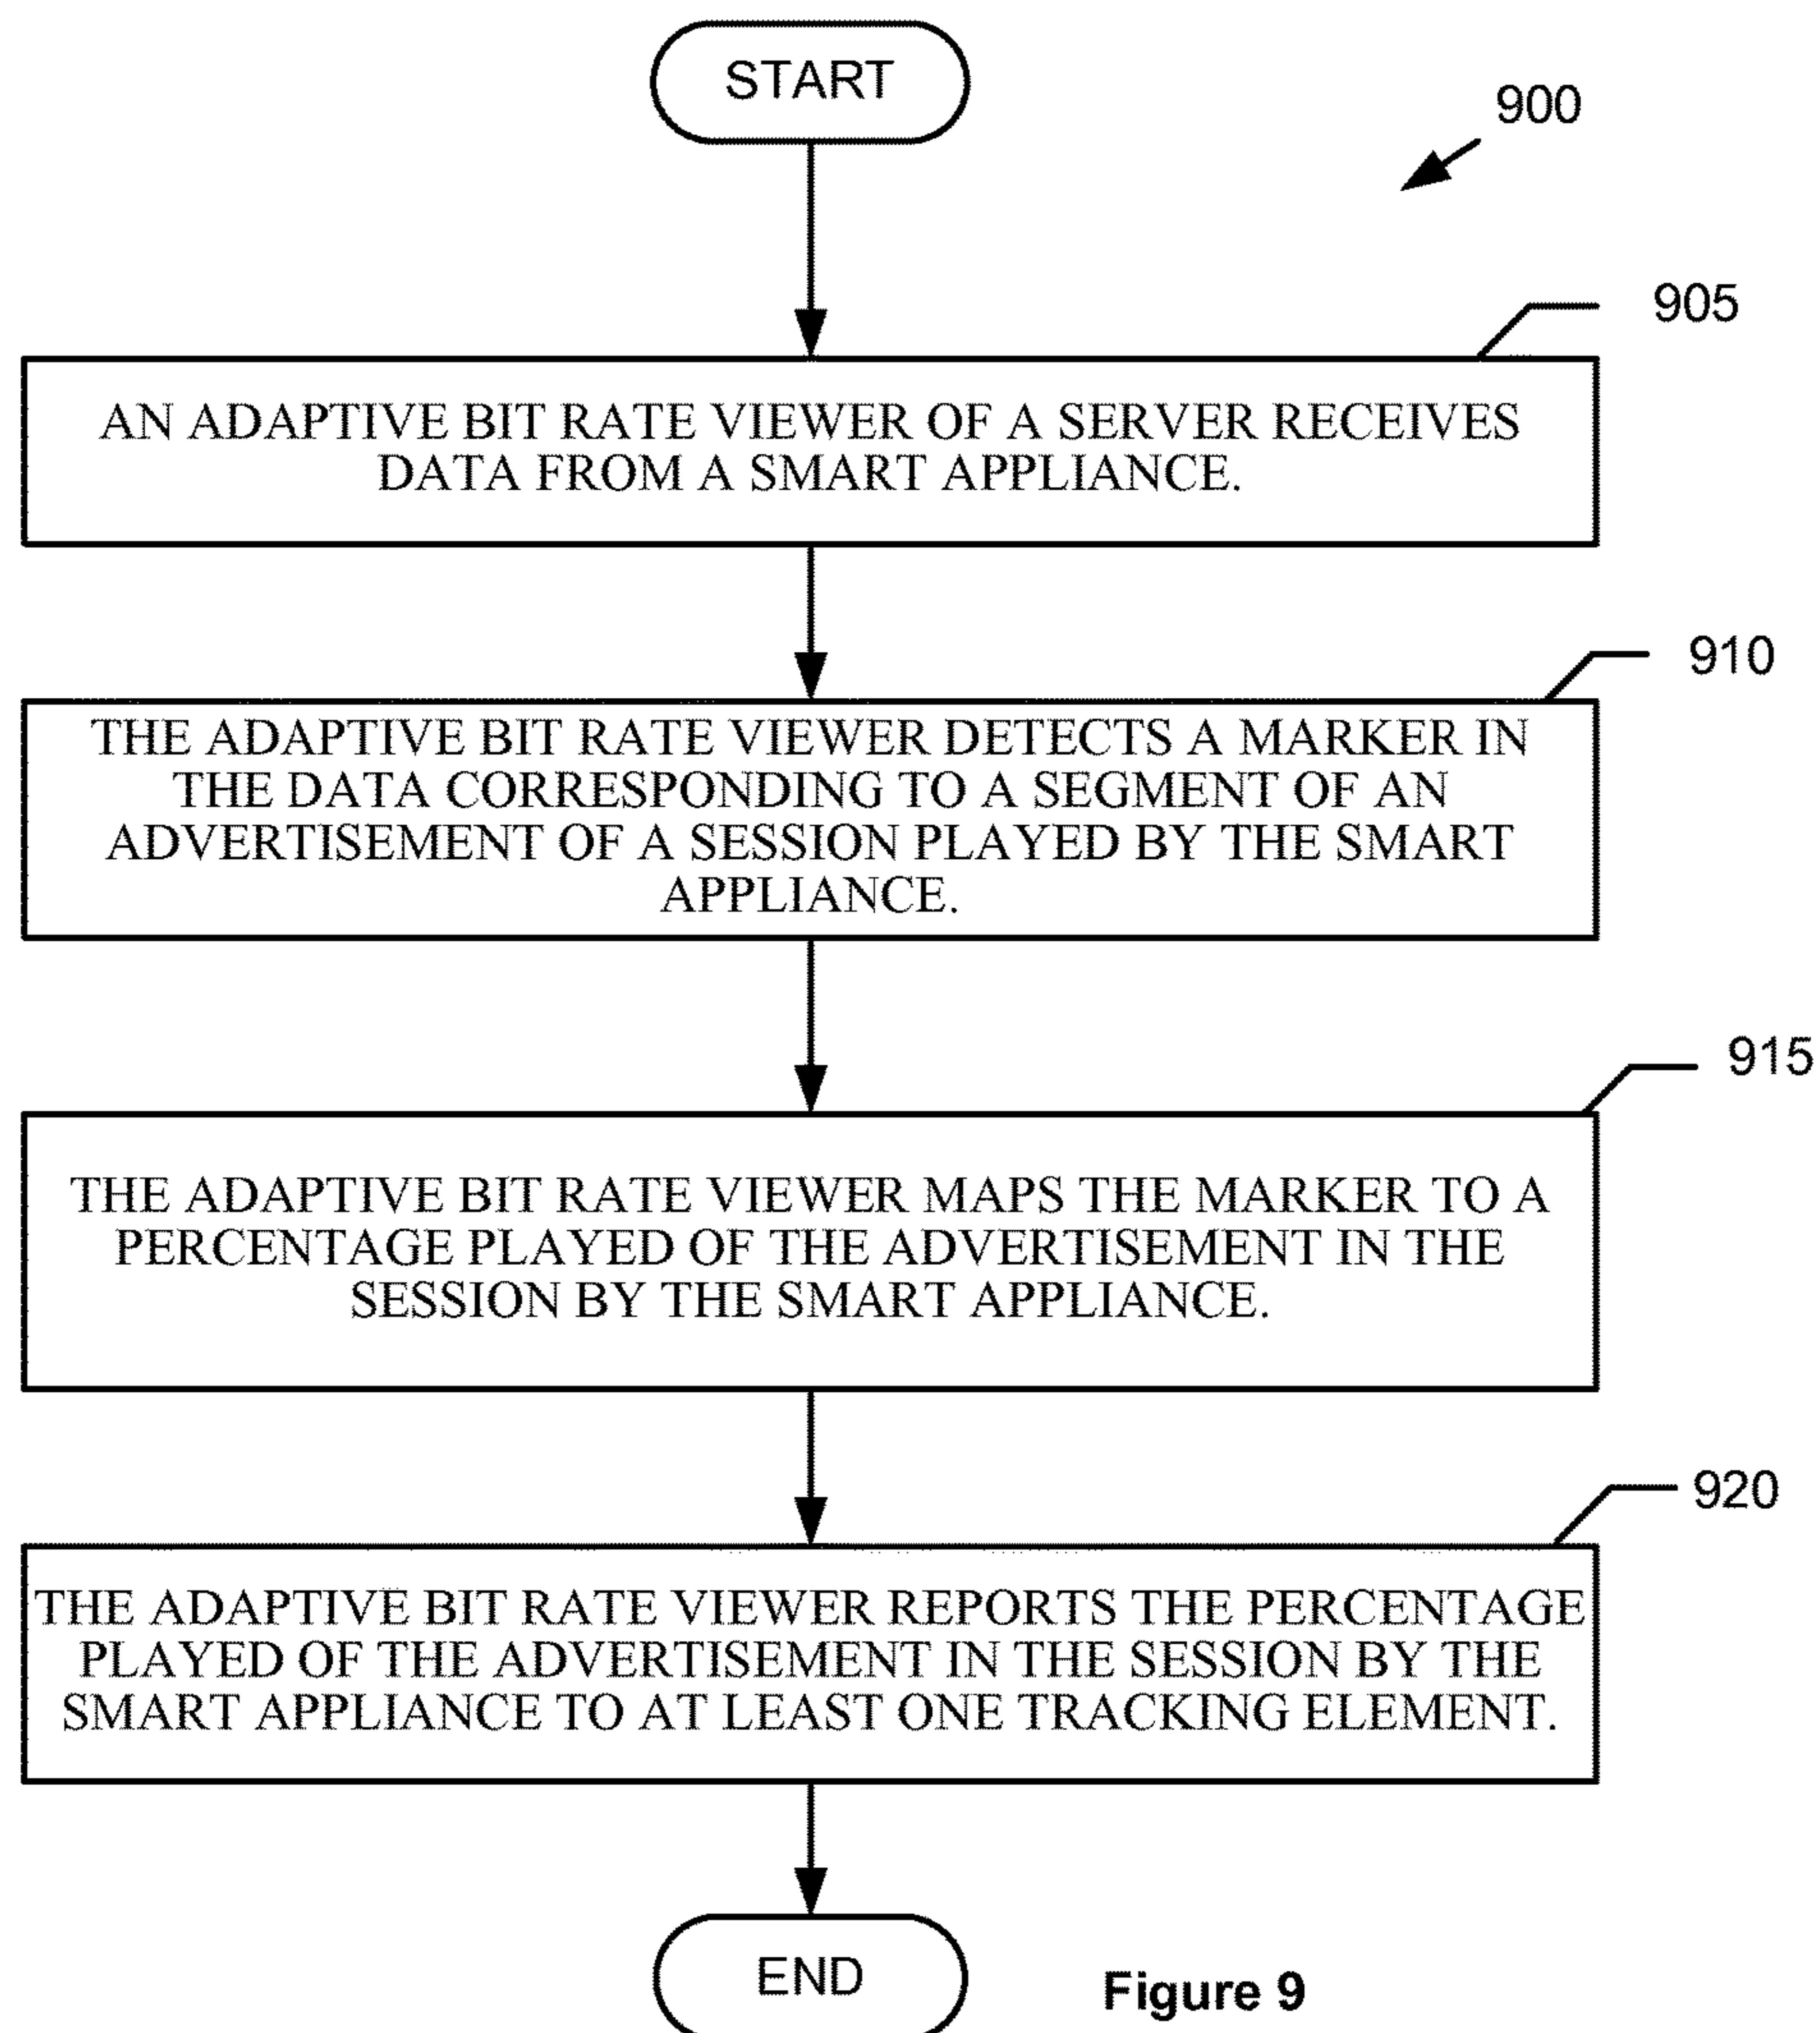 START
900
905
AN ADAPTIVE BIT RATE VIEWER OF A SERVER RECEIVES
DATA FROM A SMART APPLIANCE.
910
THE ADAPTIVE BIT RATE VIEWER DETECTS A MARKER IN
THE DATA CORRESPONDING TO A SEGMENT OF AN
ADVERTISEMENT OF A SESSION PLAYED BY THE SMART
APPLIANCE.
915
THE ADAPTIVE BIT RATE VIEWER MAPS THE MARKER TO A
PERCENTAGE PLAYED OF THE ADVERTISEMENT IN THE
SESSION BY THE SMART APPLIANCE.
920
THE ADAPTIVE BIT RATE VIEWER REPORTS THE PERCENTAGE
PLAYED OF THE ADVERTISEMENT IN THE SESSION BY THE
SMART APPLIANCE TO AT LEAST ONE TRACKING ELEMENT.
END
Figure 9